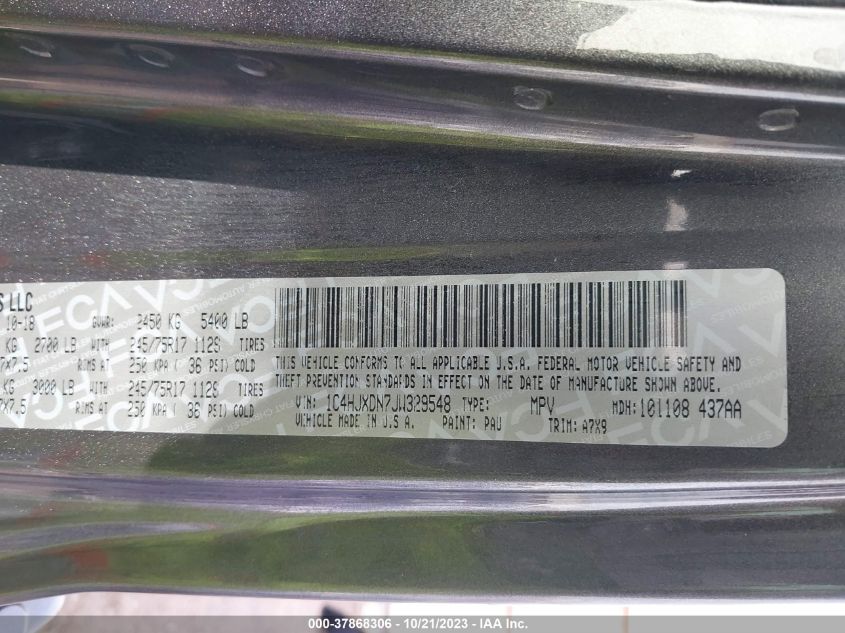 S LLC
10-18 GVWR: 2450 KG 5400 LB
KG 2700 LB WITH 245/75R17 112S TIRES
7X7.5 RIMS AT 250 KPA ( 36 PSI) COLD
KG 3000 LB WITH 245/75R17 112S TIRES
7X7.5 RIMS AT 250 KPA ( 36 PSI) COLD
THIS VEHICLE CONFORMS TO ALL APPLICABLE U.S.A. FEDERAL MOTOR VEHICLE SAFETY AND
THEFT PREVENTION STANDARDS IN EFFECT ON THE DATE OF MANUFACTURE SHOWN ABOVE.
VIN: 1C4HJXDN7JW329548 TYPE: MPV MDH: 101108 437AA
VEHICLE MADE IN U.S.A. PAINT: PAU TRIM: A7X9
000-37868306 - 10/21/2023 - IAA Inc.